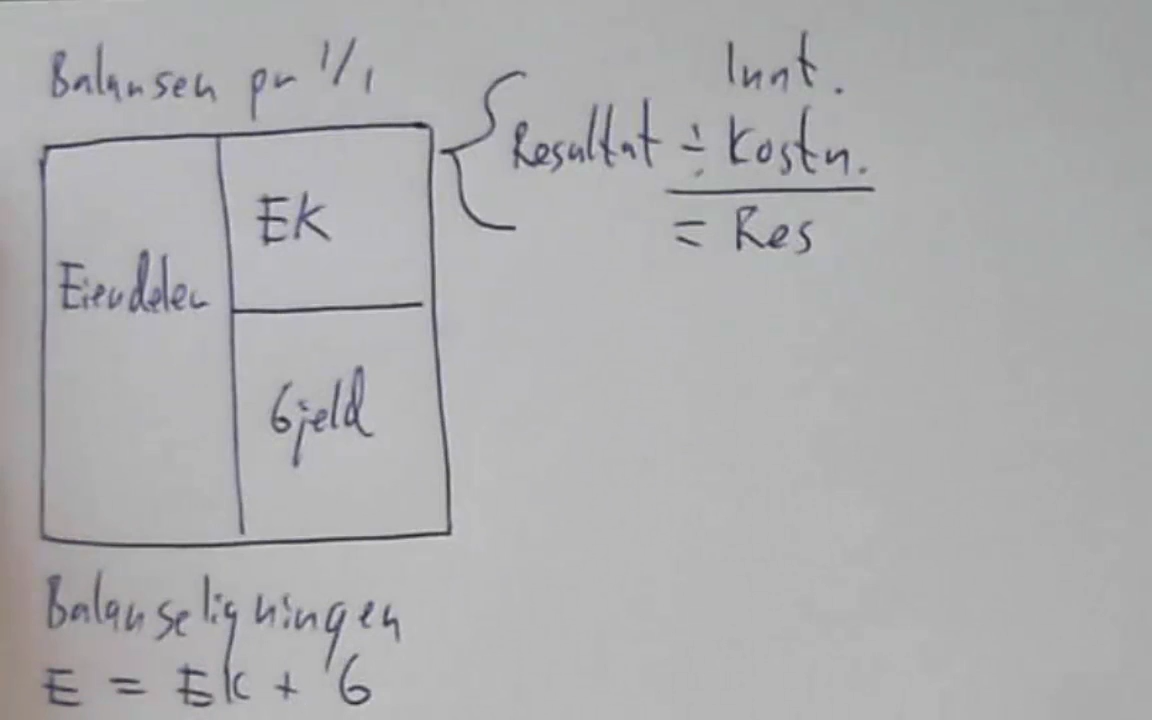 Balansen pr 1/1
Eiendeler
EK
Gjeld
Resultat
Innt.
÷ Kostn.
= Res
Balanseligningen
E = EK + G